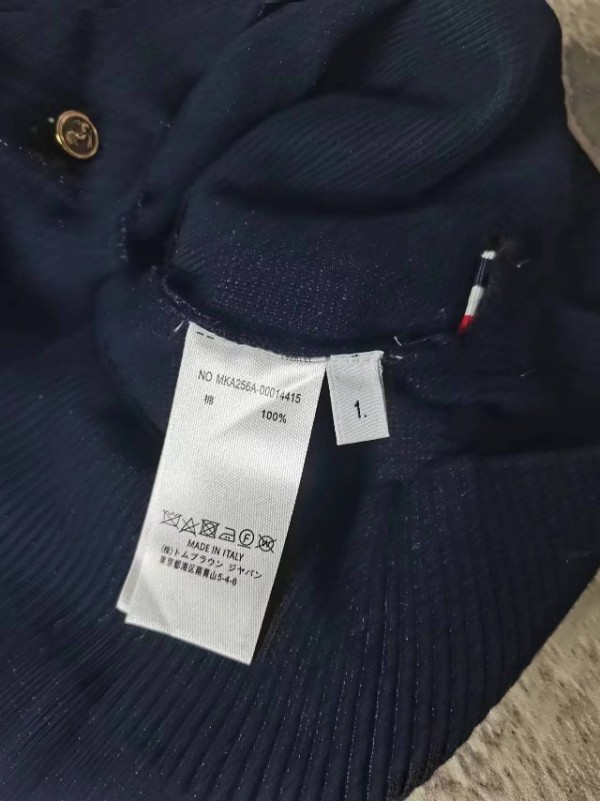 NO MKA256A-00014415
棉 100%
MADE IN ITALY
(株)トムブラウン ジャパン
東京都港区南青山5-4-6
1.